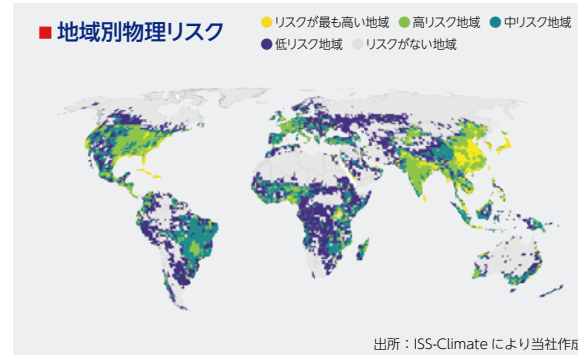 ■ 地域別物理リスク
●リスクが最も高い地域 ●高リスク地域 ●中リスク地域
●低リスク地域 ●リスクがない地域
出所：ISS-Climate により当社作成